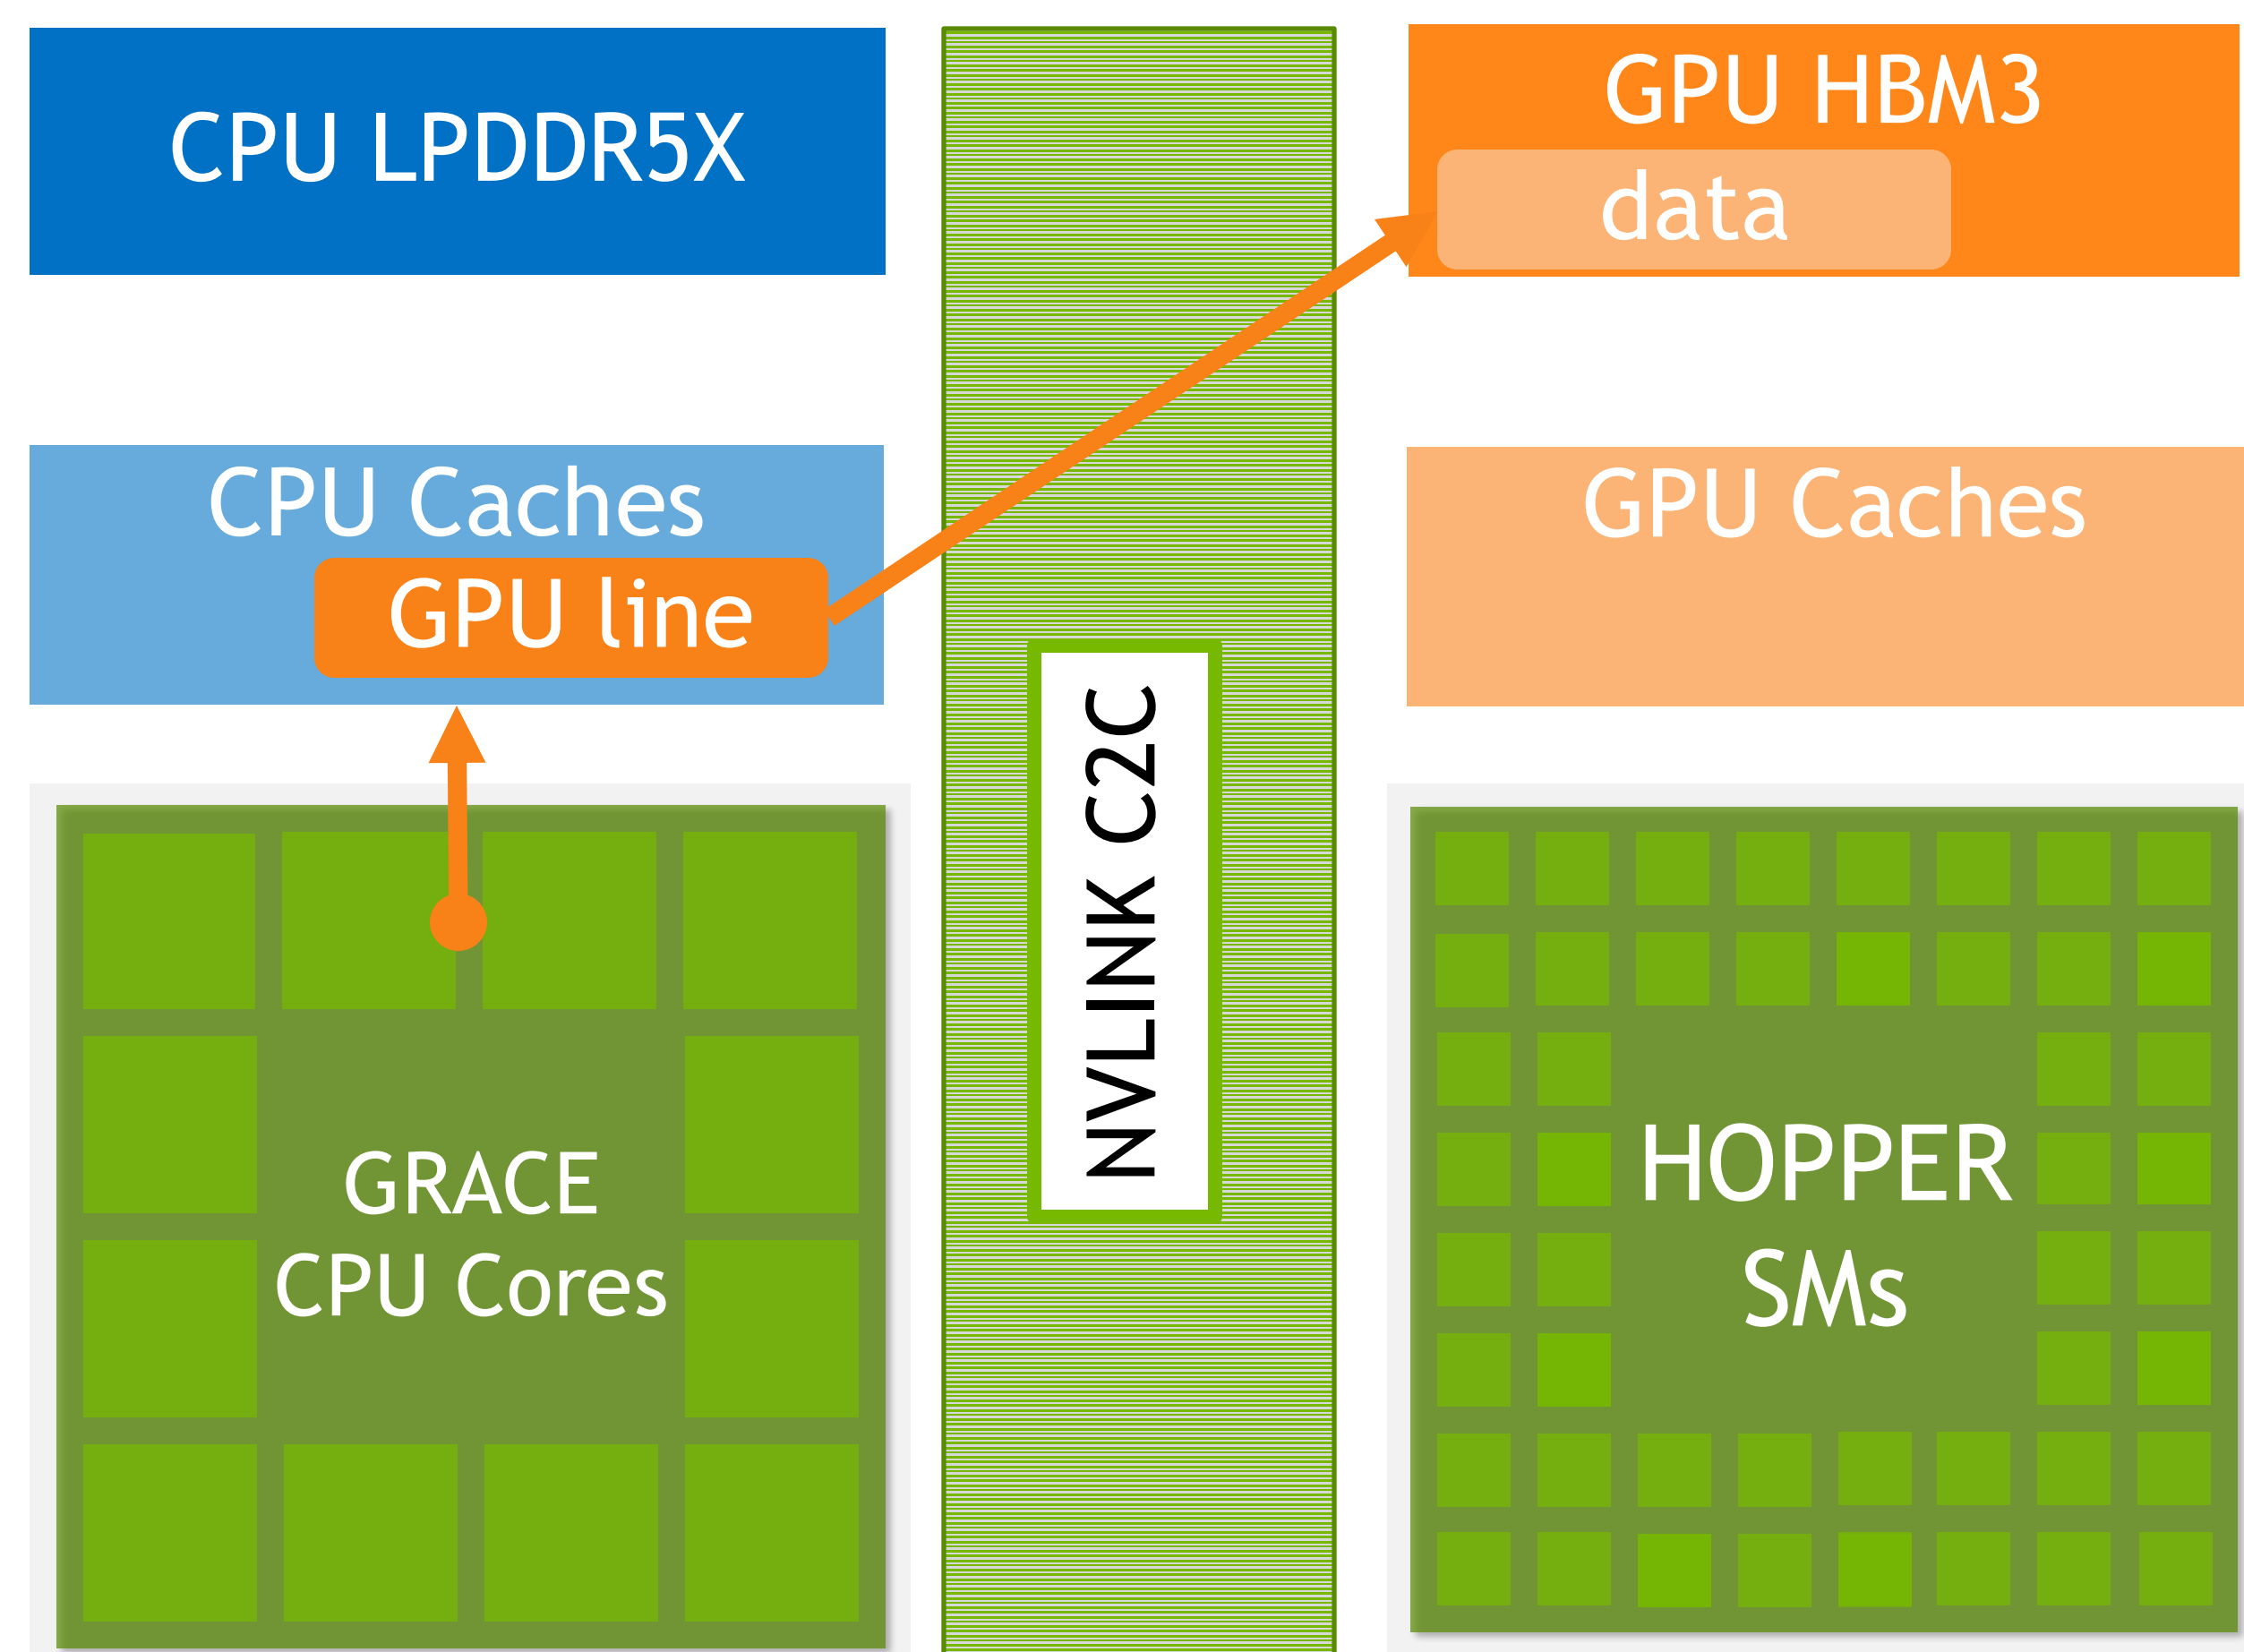 CPU LPDDR5X
GPU HBM3
data
CPU Caches
GPU line
GPU Caches
NVLINK C2C
GRACE
CPU Cores
HOPPER
SMs